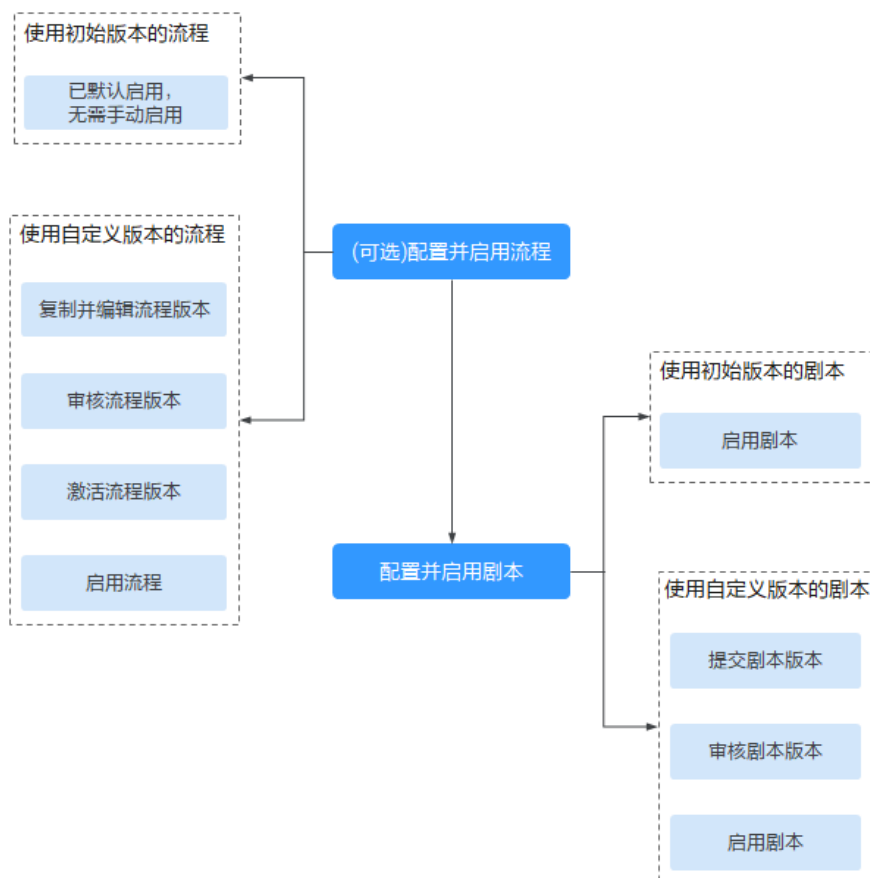 使用初始版本的流程
已默认启用，
无需手动启用
使用自定义版本的流程
复制并编辑流程版本
审核流程版本
激活流程版本
启用流程
(可选)配置并启用流程
配置并启用剧本
使用初始版本的剧本
启用剧本
使用自定义版本的剧本
提交剧本版本
审核剧本版本
启用剧本